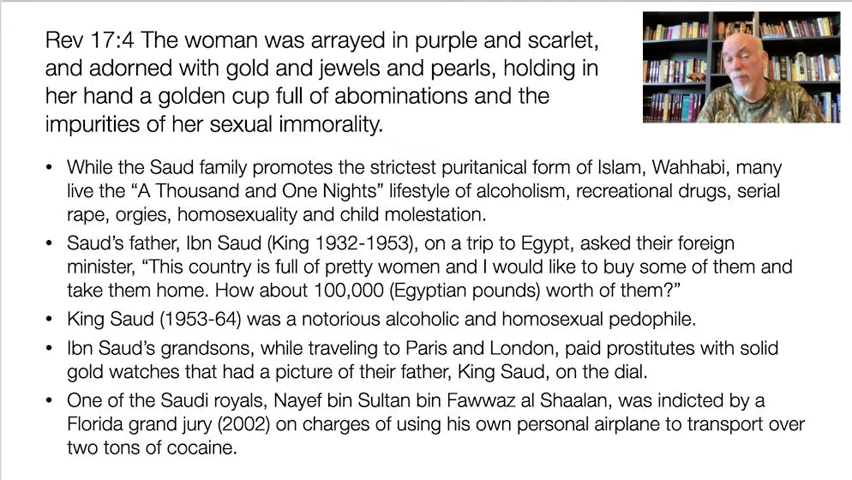 Rev 17:4 The woman was arrayed in purple and scarlet,
and adorned with gold and jewels and pearls, holding in
her hand a golden cup full of abominations and the
impurities of her sexual immorality.
• While the Saud family promotes the strictest puritanical form of Islam, Wahhabi, many
live the “A Thousand and One Nights” lifestyle of alcoholism, recreational drugs, serial
rape, orgies, homosexuality and child molestation.
• Saud’s father, Ibn Saud (King 1932-1953), on a trip to Egypt, asked their foreign
minister, “This country is full of pretty women and I would like to buy some of them and
take them home. How about 100,000 (Egyptian pounds) worth of them?”
• King Saud (1953-64) was a notorious alcoholic and homosexual pedophile.
• Ibn Saud’s grandsons, while traveling to Paris and London, paid prostitutes with solid
gold watches that had a picture of their father, King Saud, on the dial.
• One of the Saudi royals, Nayef bin Sultan bin Fawwaz al Shaalan, was indicted by a
Florida grand jury (2002) on charges of using his own personal airplane to transport over
two tons of cocaine.